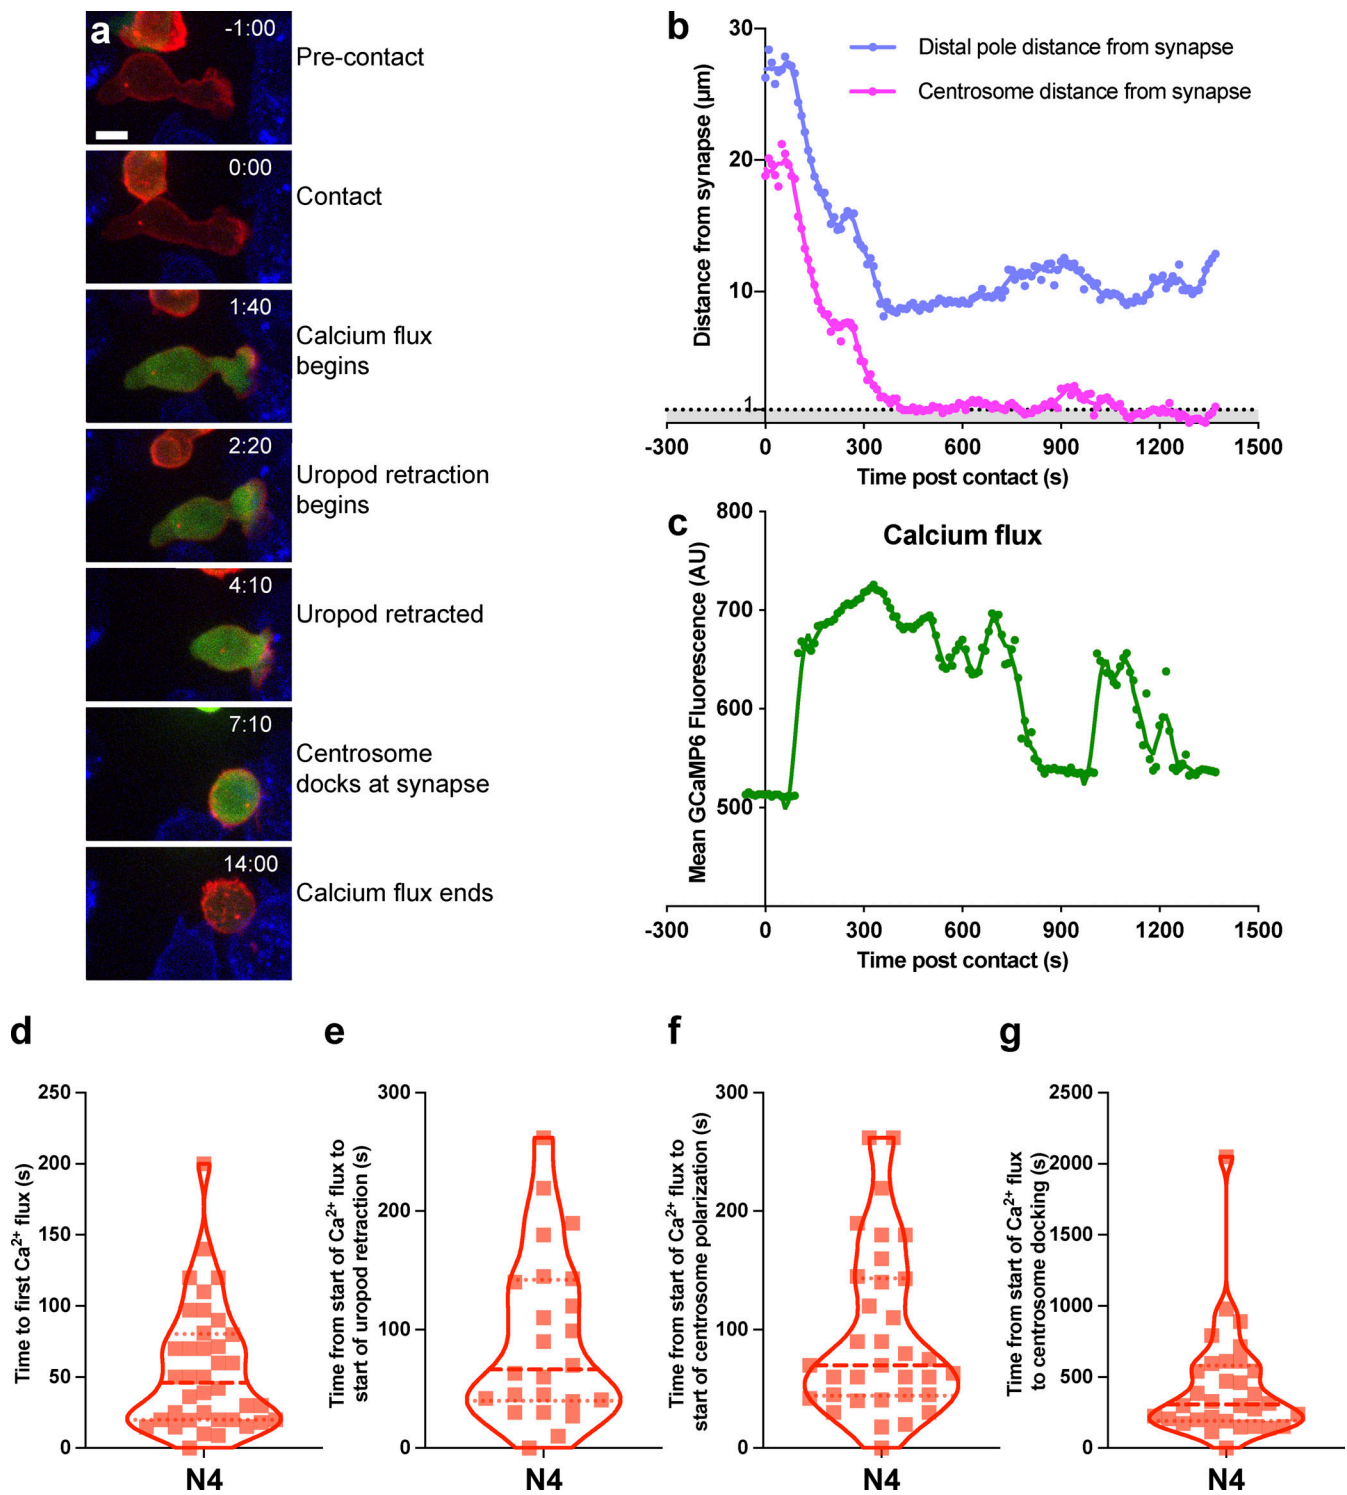 a
-1:00
Pre-contact
0:00
Contact
1:40
Calcium flux
begins
2:20
Uropod retraction
begins
4:10
Uropod retracted
7:10
Centrosome
docks at synapse
14:00
Calcium flux ends
b
Distal pole distance from synapse
Centrosome distance from synapse
Distance from synapse (μm)
30
20
10
1
-300 0 300 600 900 1200 1500
Time post contact (s)
c
Calcium flux
Mean GCaMP6 Fluorescence (AU)
800
700
600
500
-300 0 300 600 900 1200 1500
Time post contact (s)
d
Time to first Ca2+ flux (s)
250
200
150
100
50
0
N4
e
Time from start of Ca2+ flux to
start of uropod retraction (s)
300
200
100
0
N4
f
Time from start of Ca2+ flux to
start of centrosome polarization (s)
300
200
100
0
N4
g
Time from start of Ca2+ flux
to centrosome docking (s)
2500
2000
1500
1000
500
0
N4